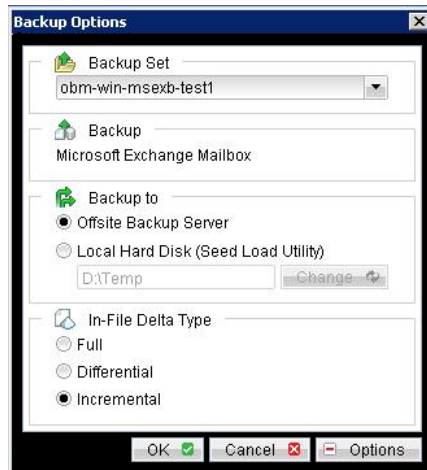 Backup Options
Backup Set
obm-win-msexb-test1
Backup
Microsoft Exchange Mailbox
Backup to
Offsite Backup Server
Local Hard Disk (Seed Load Utility)
D:\Temp
Change
In-File Delta Type
Full
Differential
Incremental
OK Cancel Options